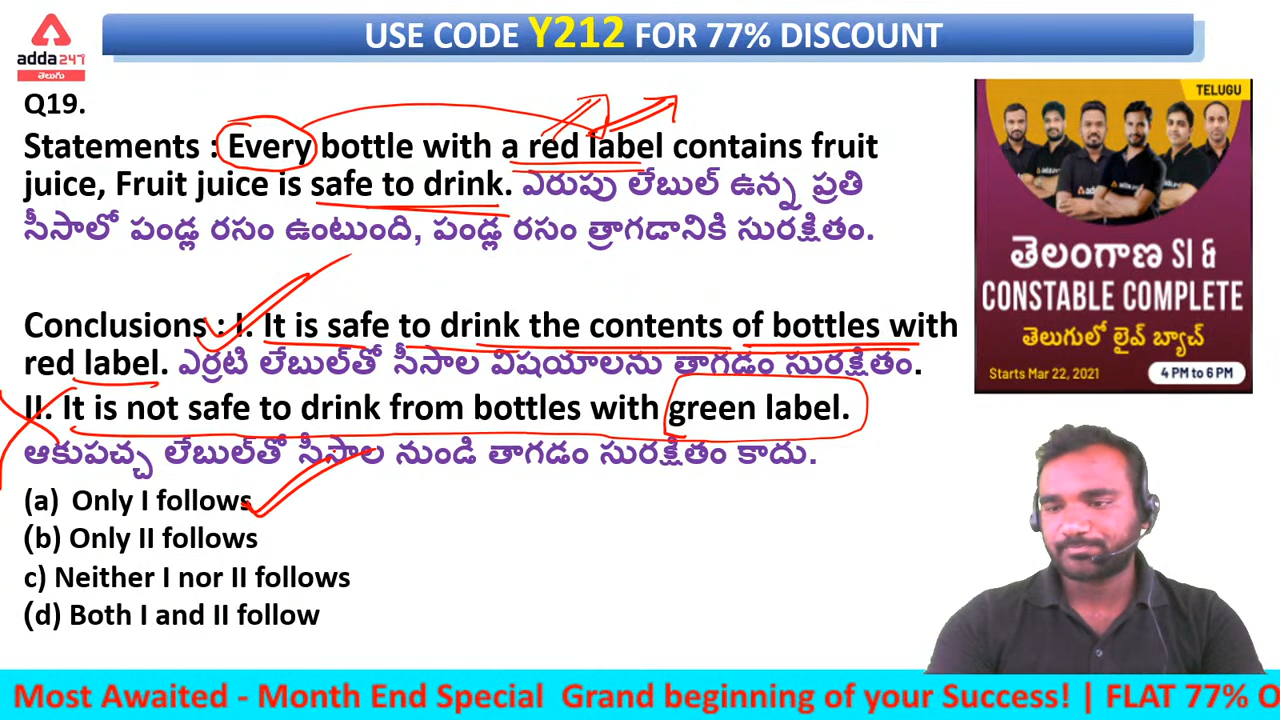 USE CODE Y212 FOR 77% DISCOUNT
adda247
తెలుగు
Q19.
Statements : Every bottle with a red label contains fruit
juice, Fruit juice is safe to drink. ఎరుపు లేబుల్ ఉన్న ప్రతి
సీసాలో పండ్ల రసం ఉంటుంది, పండ్ల రసం త్రాగడానికి సురక్షితం.
Conclusions : I. It is safe to drink the contents of bottles with
red label. ఎర్రటి లేబుల్‌తో సీసాల విషయాలను తాగడం సురక్షితం.
II. It is not safe to drink from bottles with green label.
ఆకుపచ్చ లేబుల్‌తో సీసాల నుండి తాగడం సురక్షితం కాదు.
(a) Only I follows
(b) Only II follows
c) Neither I nor II follows
(d) Both I and II follow
TELUGU
తెలంగాణ SI &
CONSTABLE COMPLETE
తెలుగులో లైవ్ బ్యాచ్
Starts Mar 22, 2021
4 PM to 6 PM
Most Awaited - Month End Special Grand beginning of your Success! | FLAT 77% O